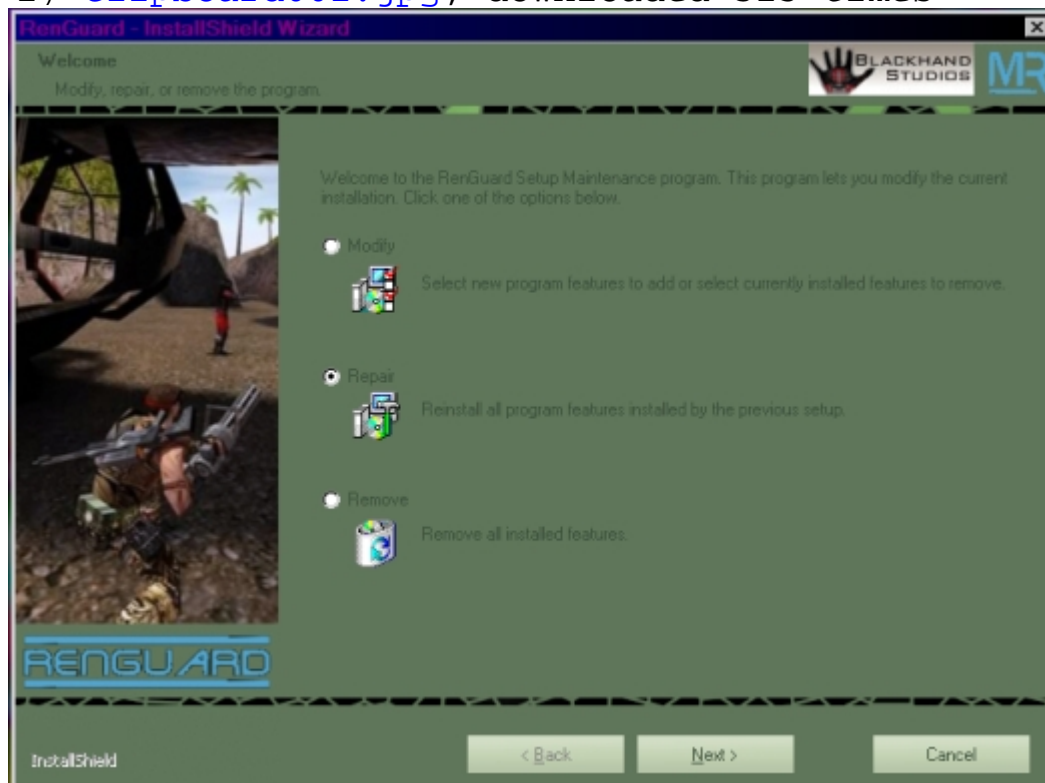 RenGuard - InstallShield Wizard
Welcome
Modify, repair, or remove the program.
BLACKHAND
STUDIOS
Welcome to the RenGuard Setup Maintenance program. This program lets you modify the current
installation. Click one of the options below.
Modify
Select new program features to add or select currently installed features to remove.
Repair
Reinstall all program features installed by the previous setup.
Remove
Remove all installed features.
RENGUARD
InstallShield
< Back
Next >
Cancel